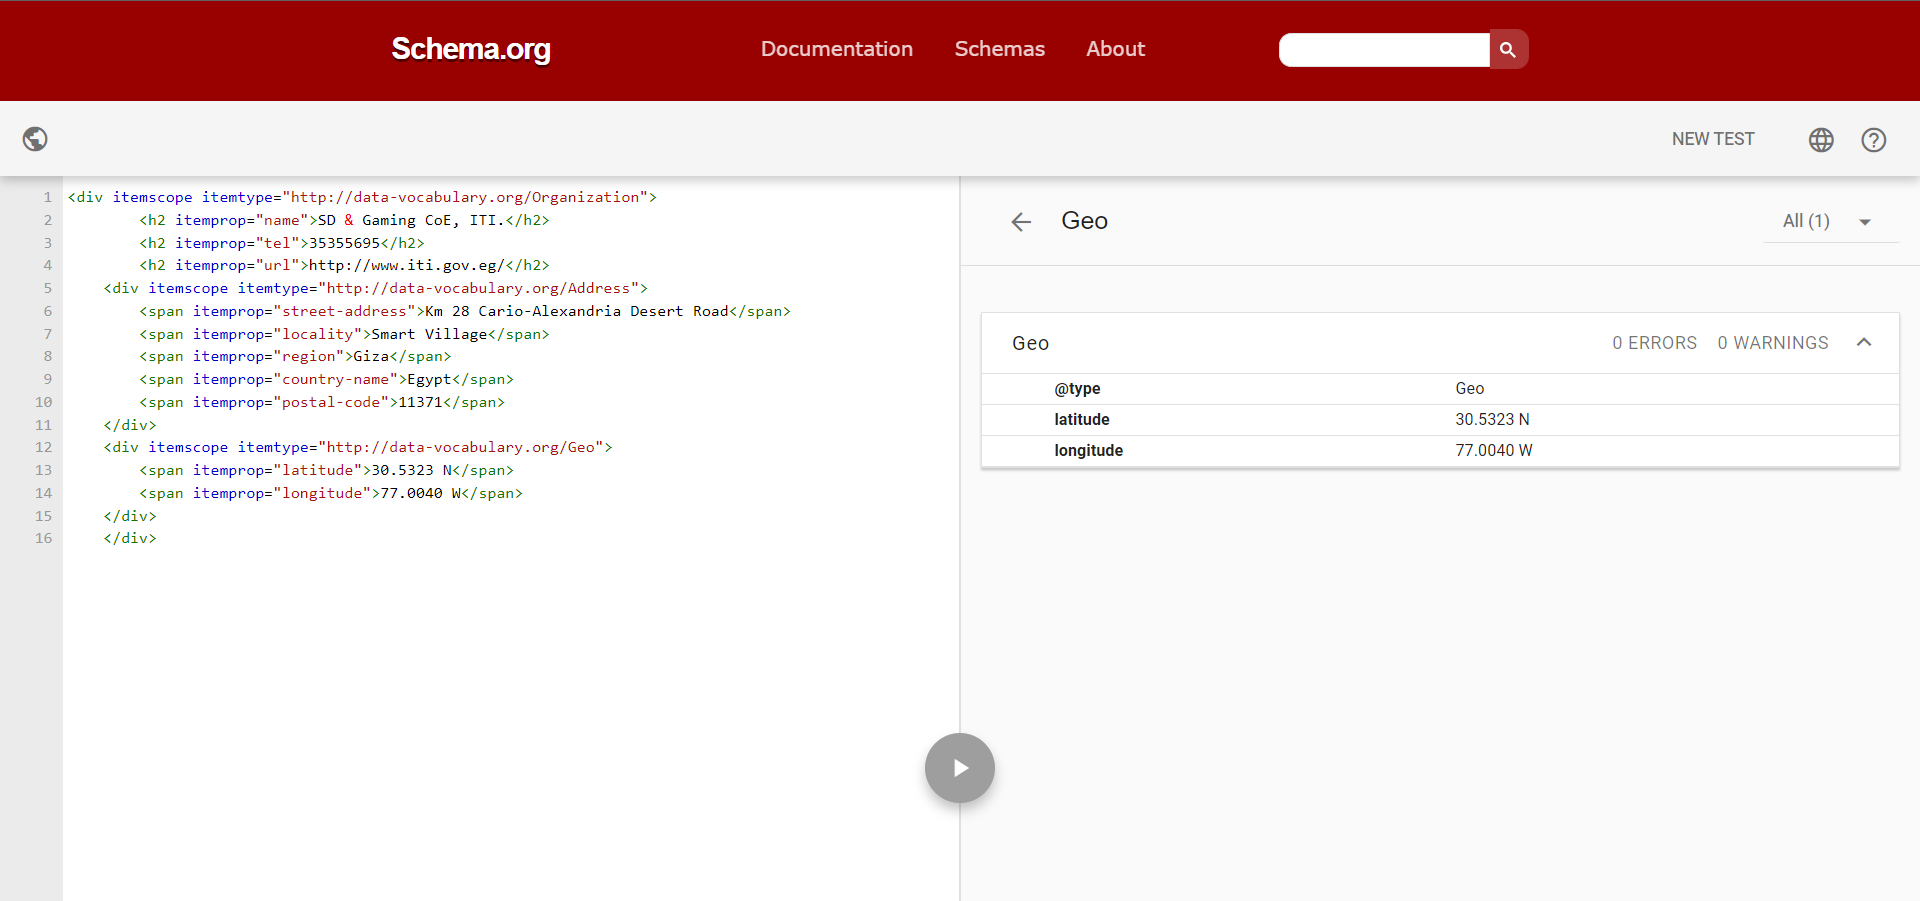 Schema.org Documentation Schemas About
NEW TEST
1 <div itemscope itemtype="http://data-vocabulary.org/Organization">
2 <h2 itemprop="name">SD & Gaming CoE, ITI.</h2>
3 <h2 itemprop="tel">35355695</h2>
4 <h2 itemprop="url">http://www.iti.gov.eg/</h2>
5 <div itemscope itemtype="http://data-vocabulary.org/Address">
6 <span itemprop="street-address">Km 28 Cario-Alexandria Desert Road</span>
7 <span itemprop="locality">Smart Village</span>
8 <span itemprop="region">Giza</span>
9 <span itemprop="country-name">Egypt</span>
10 <span itemprop="postal-code">11371</span>
11 </div>
12 <div itemscope itemtype="http://data-vocabulary.org/Geo">
13 <span itemprop="latitude">30.5323 N</span>
14 <span itemprop="longitude">77.0040 W</span>
15 </div>
16 </div>
Geo All (1)
Geo 0 ERRORS 0 WARNINGS
@type Geo
latitude 30.5323 N
longitude 77.0040 W